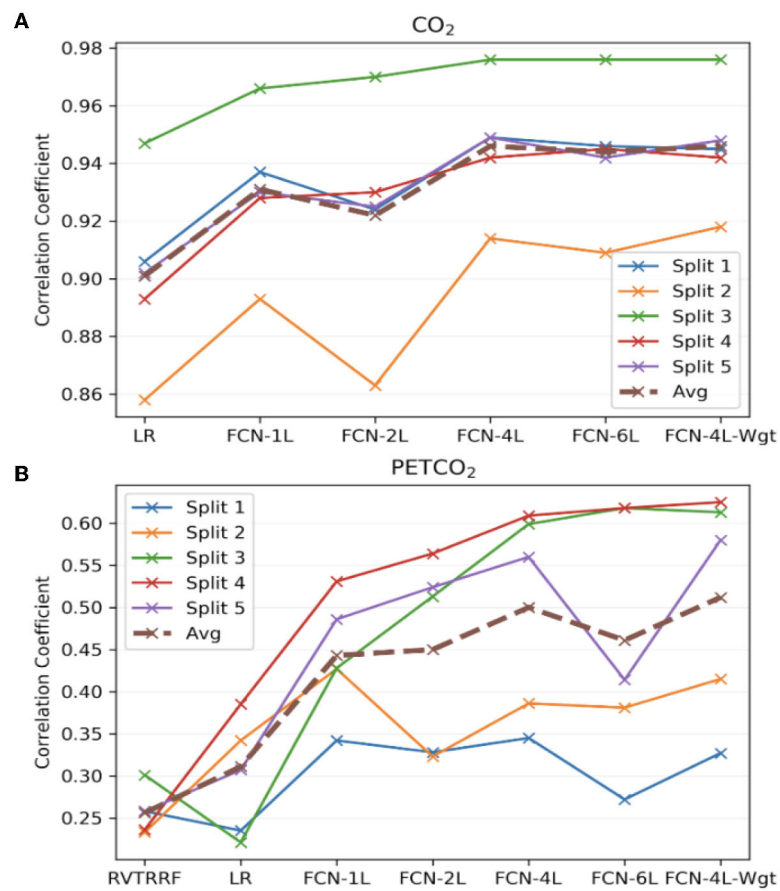 A
CO₂
Correlation Coefficient
0.98
0.96
0.94
0.92
0.90
0.88
0.86
Split 1
Split 2
Split 3
Split 4
Split 5
Avg
LR FCN-1L FCN-2L FCN-4L FCN-6L FCN-4L-Wgt
B
PETCO₂
Correlation Coefficient
0.60
0.55
0.50
0.45
0.40
0.35
0.30
0.25
Split 1
Split 2
Split 3
Split 4
Split 5
Avg
RVTRRF LR FCN-1L FCN-2L FCN-4L FCN-6L FCN-4L-Wgt